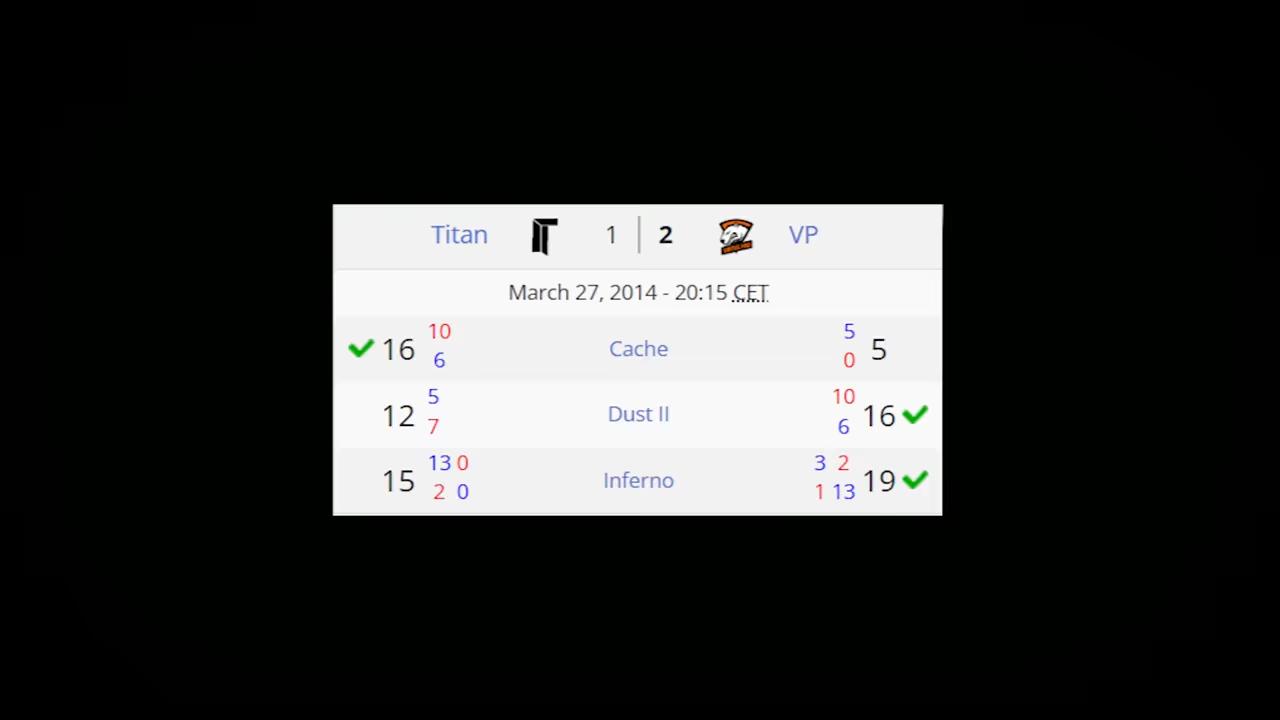 Titan 1 2 VP
March 27, 2014 - 20:15 CET
10 5
16 Cache 5
6 0
5 10
12 Dust II 16
7 6
13 0 3 2
15 Inferno 19
2 0 1 13